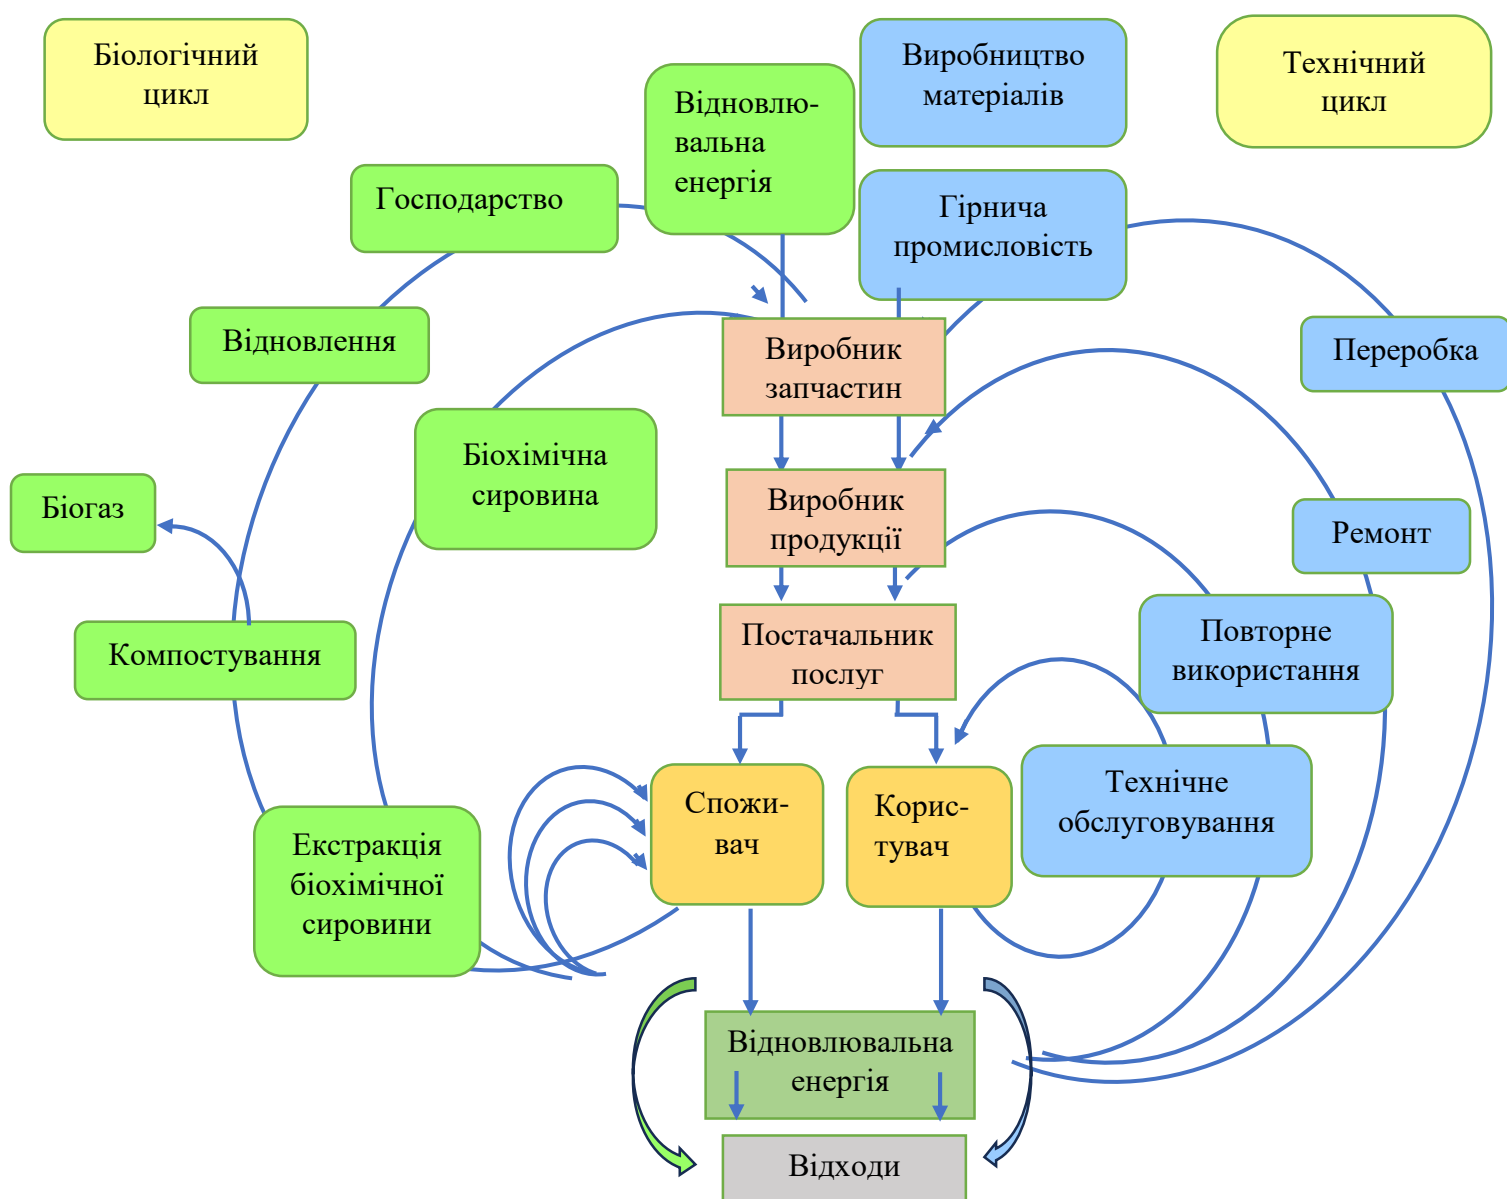 Біологічний
цикл
Відновлю-
вальна
енергія
Виробництво
матеріалів
Технічний
цикл
Господарство
Гірнича
промисловість
Відновлення
Виробник
запчастин
Переробка
Біохімічна
сировина
Біогаз
Виробник
продукції
Ремонт
Компостування
Постачальник
послуг
Повторне
використання
Спожи-
вач
Корис-
тувач
Технічне
обслуговування
Екстракція
біохімічної
сировини
Відновлювальна
енергія
Відходи